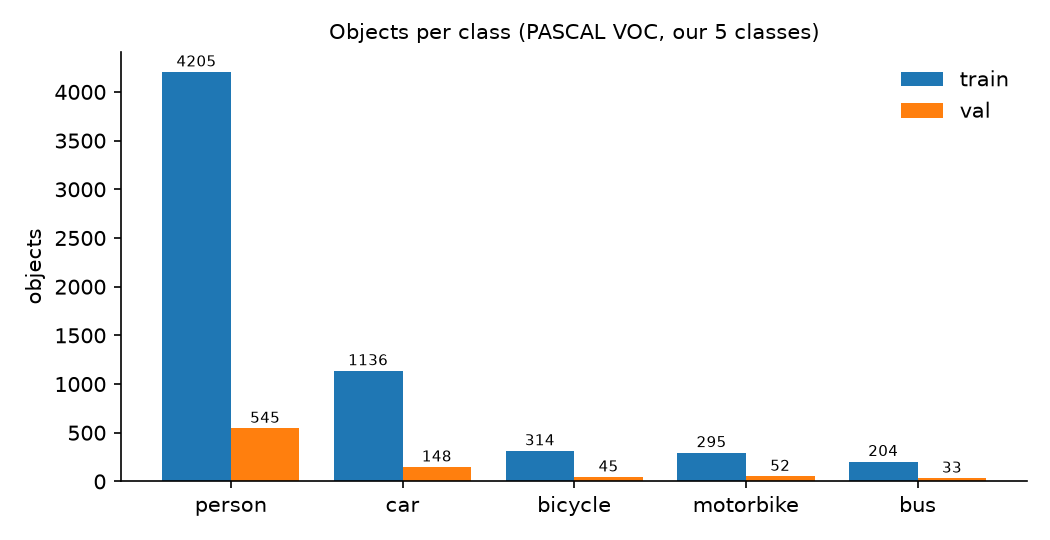 Objects per class (PASCAL VOC, our 5 classes)
train
val
objects
4000
3500
3000
2500
2000
1500
1000
500
0
4205
545
1136
148
314
45
295
52
204
33
person
car
bicycle
motorbike
bus